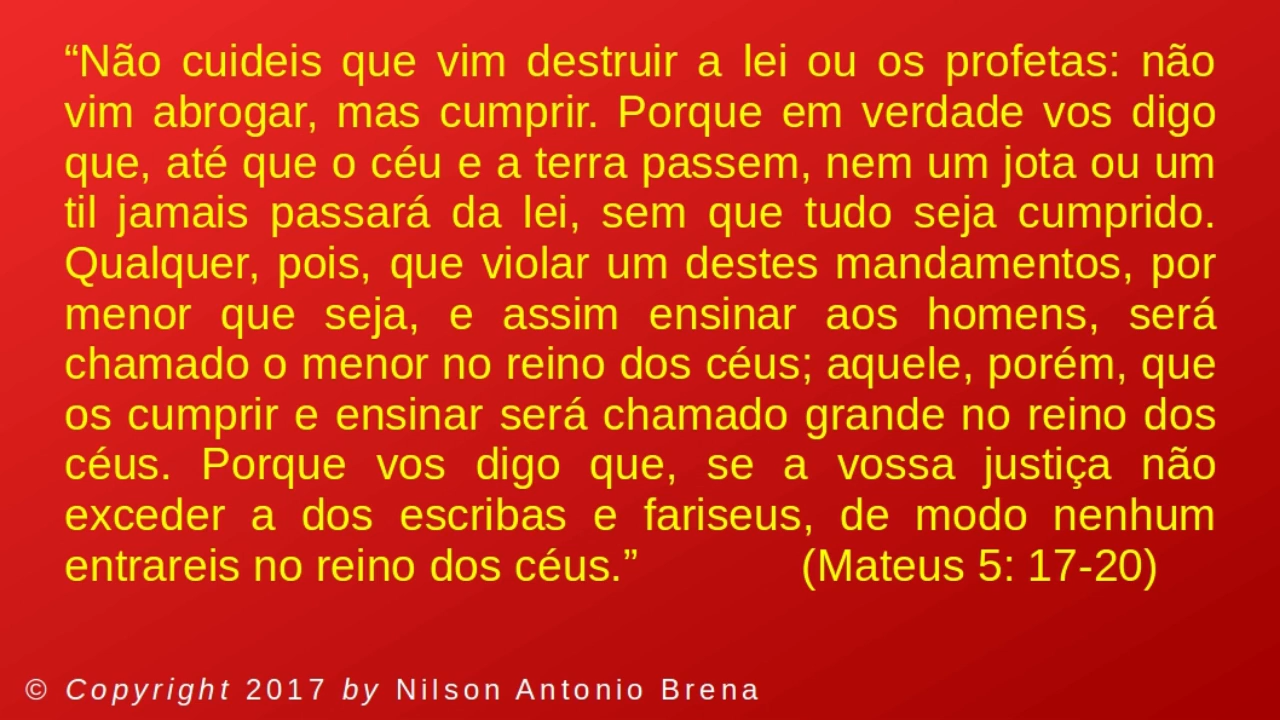 “Não cuideis que vim destruir a lei ou os profetas: não
vim abrogar, mas cumprir. Porque em verdade vos digo
que, até que o céu e a terra passem, nem um jota ou um
til jamais passará da lei, sem que tudo seja cumprido.
Qualquer, pois, que violar um destes mandamentos, por
menor que seja, e assim ensinar aos homens, será
chamado o menor no reino dos céus; aquele, porém, que
os cumprir e ensinar será chamado grande no reino dos
céus. Porque vos digo que, se a vossa justiça não
exceder a dos escribas e fariseus, de modo nenhum
entrareis no reino dos céus.” (Mateus 5: 17-20)
© Copyright 2017 by Nilson Antonio Brena